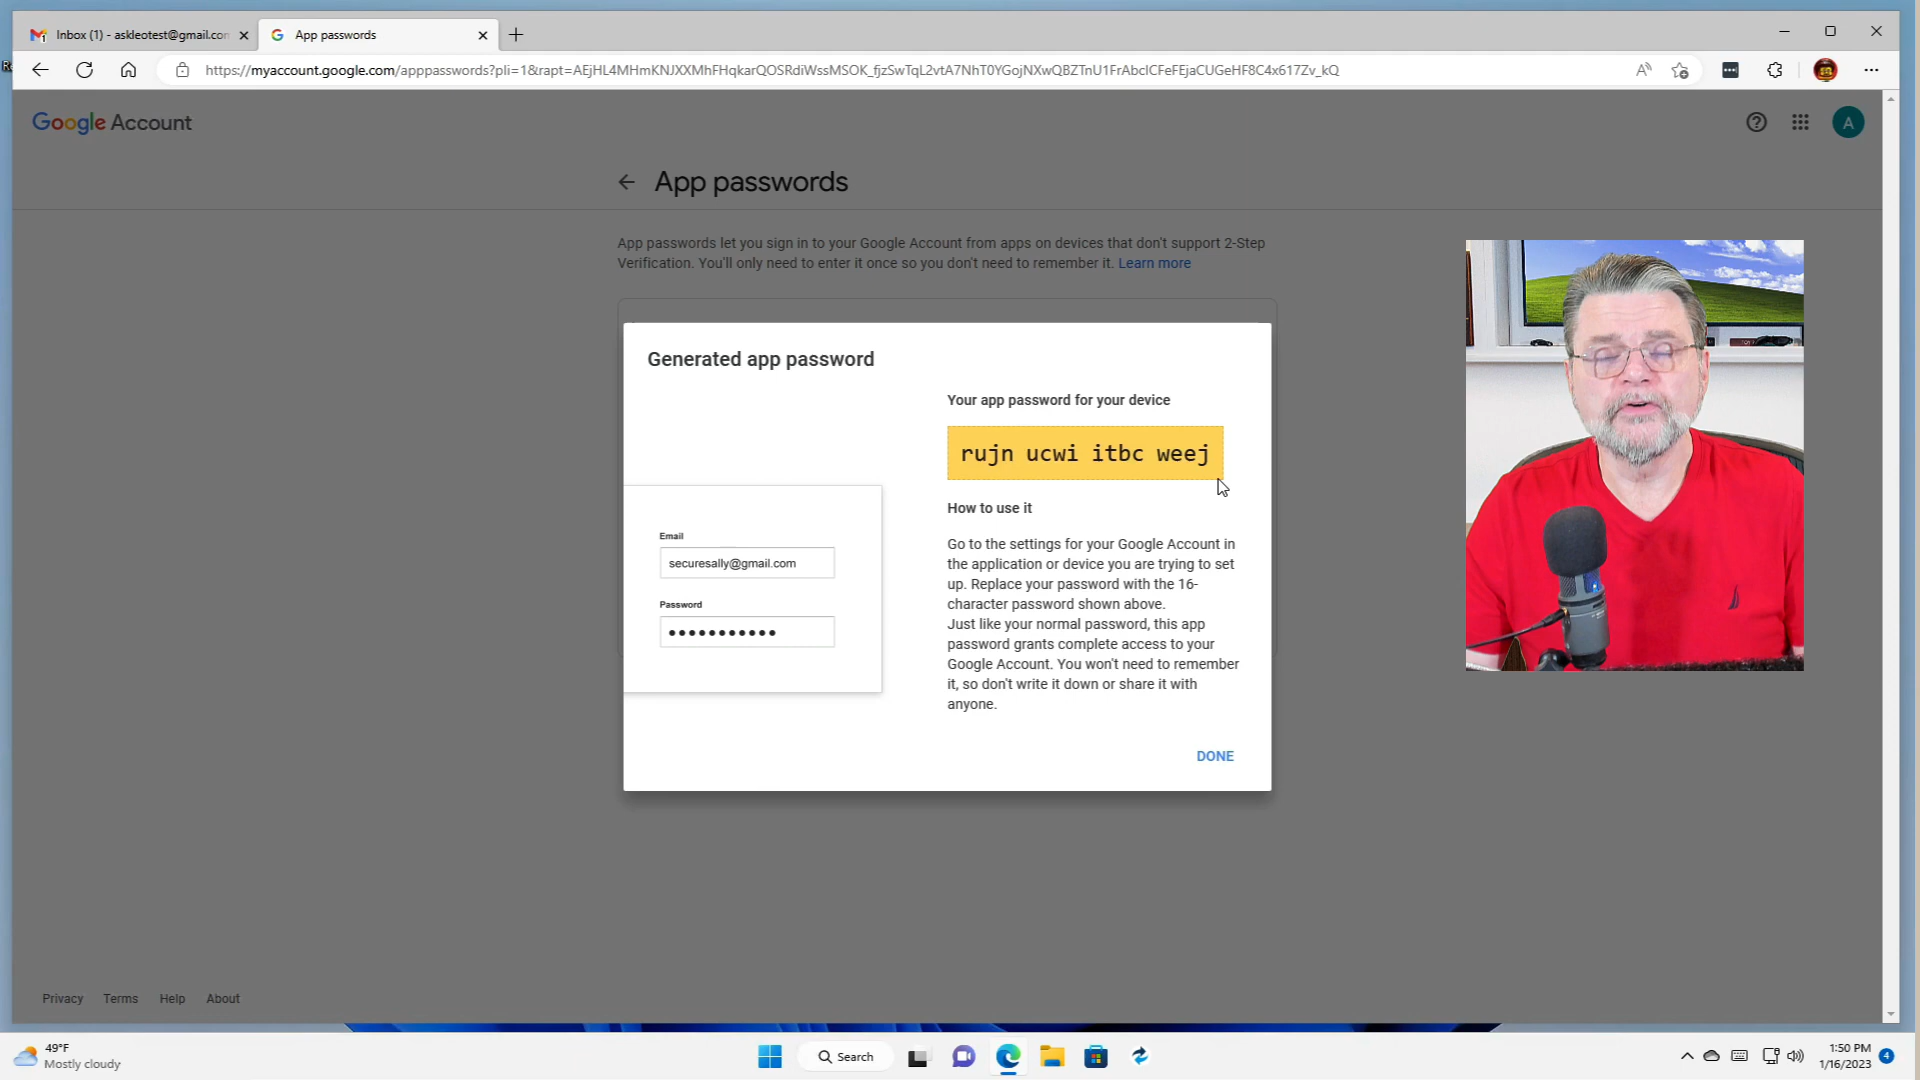 Inbox (1) - askleotest@gmail.com
App passwords
https://myaccount.google.com/apppasswords?pli=1&rapt=AEjHL4MHmKNJXXMhFHqkarQOSRdiWssMSOK_fjzSwTqL2vtA7NhT0YGojNXwQBZTnU1FrAbcICFeFEjaCUGeHF8C4x617Zv_kQ
Google Account
A
App passwords
App passwords let you sign in to your Google Account from apps on devices that don't support 2-Step
Verification. You'll only need to enter it once so you don't need to remember it. Learn more
Generated app password
Your app password for your device
rujn ucwi itbc weej
How to use it
Email
securesally@gmail.com
Password
Go to the settings for your Google Account in
the application or device you are trying to set
up. Replace your password with the 16-
character password shown above.
Just like your normal password, this app
password grants complete access to your
Google Account. You won't need to remember
it, so don't write it down or share it with
anyone.
DONE
Privacy Terms Help About
49°F
Mostly cloudy
Search
1:50 PM
1/16/2023
4